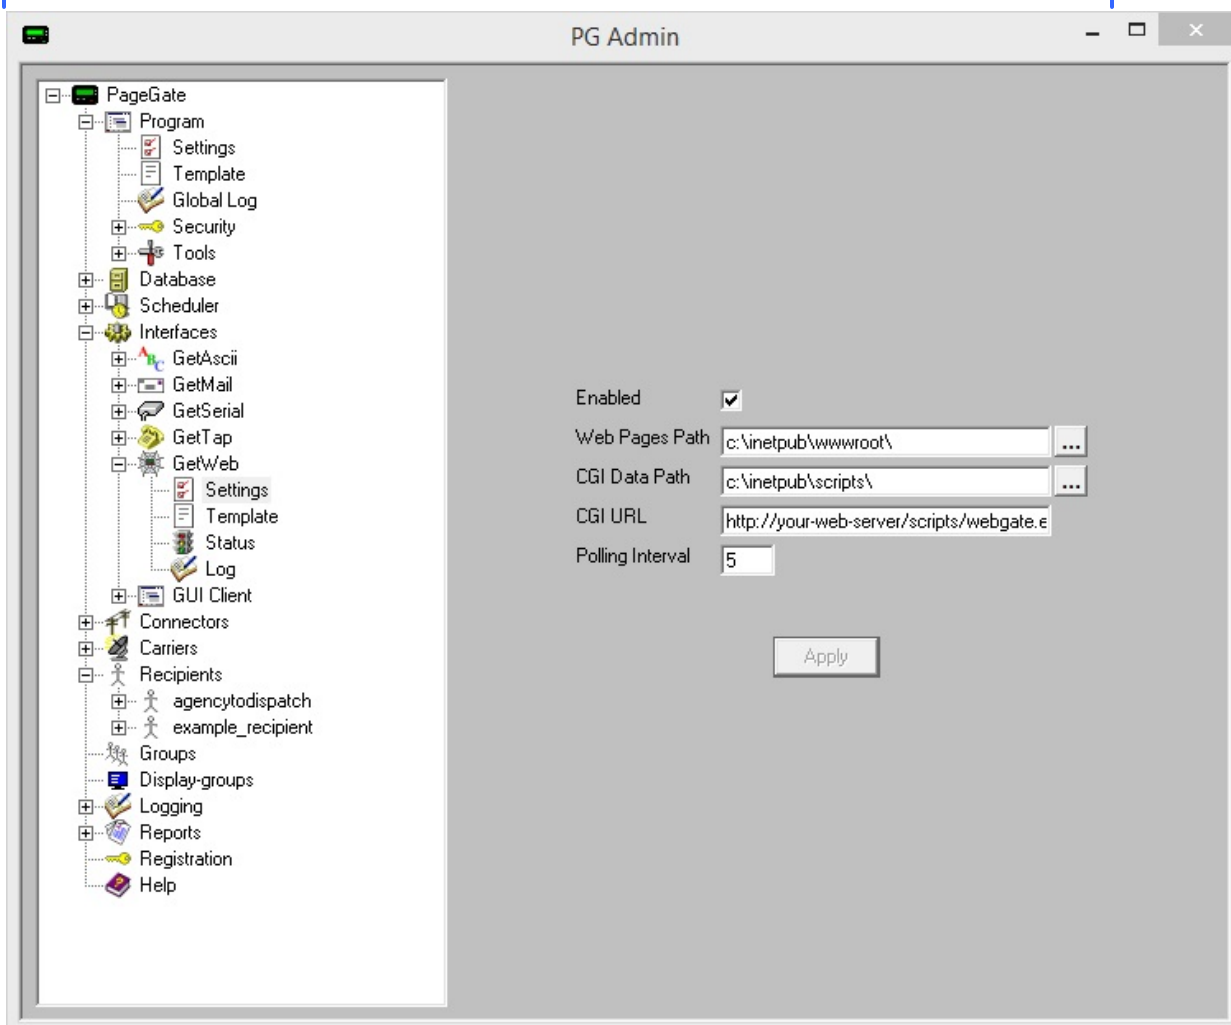 PG Admin
PageGate
Program
Settings
Template
Global Log
Security
Tools
Database
Scheduler
Interfaces
GetAscii
GetMail
GetSerial
GetTap
GetWeb
Settings
Template
Status
Log
GUI Client
Connectors
Carriers
Recipients
agencytodispatch
example_recipient
Groups
Display-groups
Logging
Reports
Registration
Help
Enabled
Web Pages Path c:\inetpub\wwwroot\ ...
CGI Data Path c:\inetpub\scripts\ ...
CGI URL http://your-web-server/scripts/webgate.e
Polling Interval 5
Apply